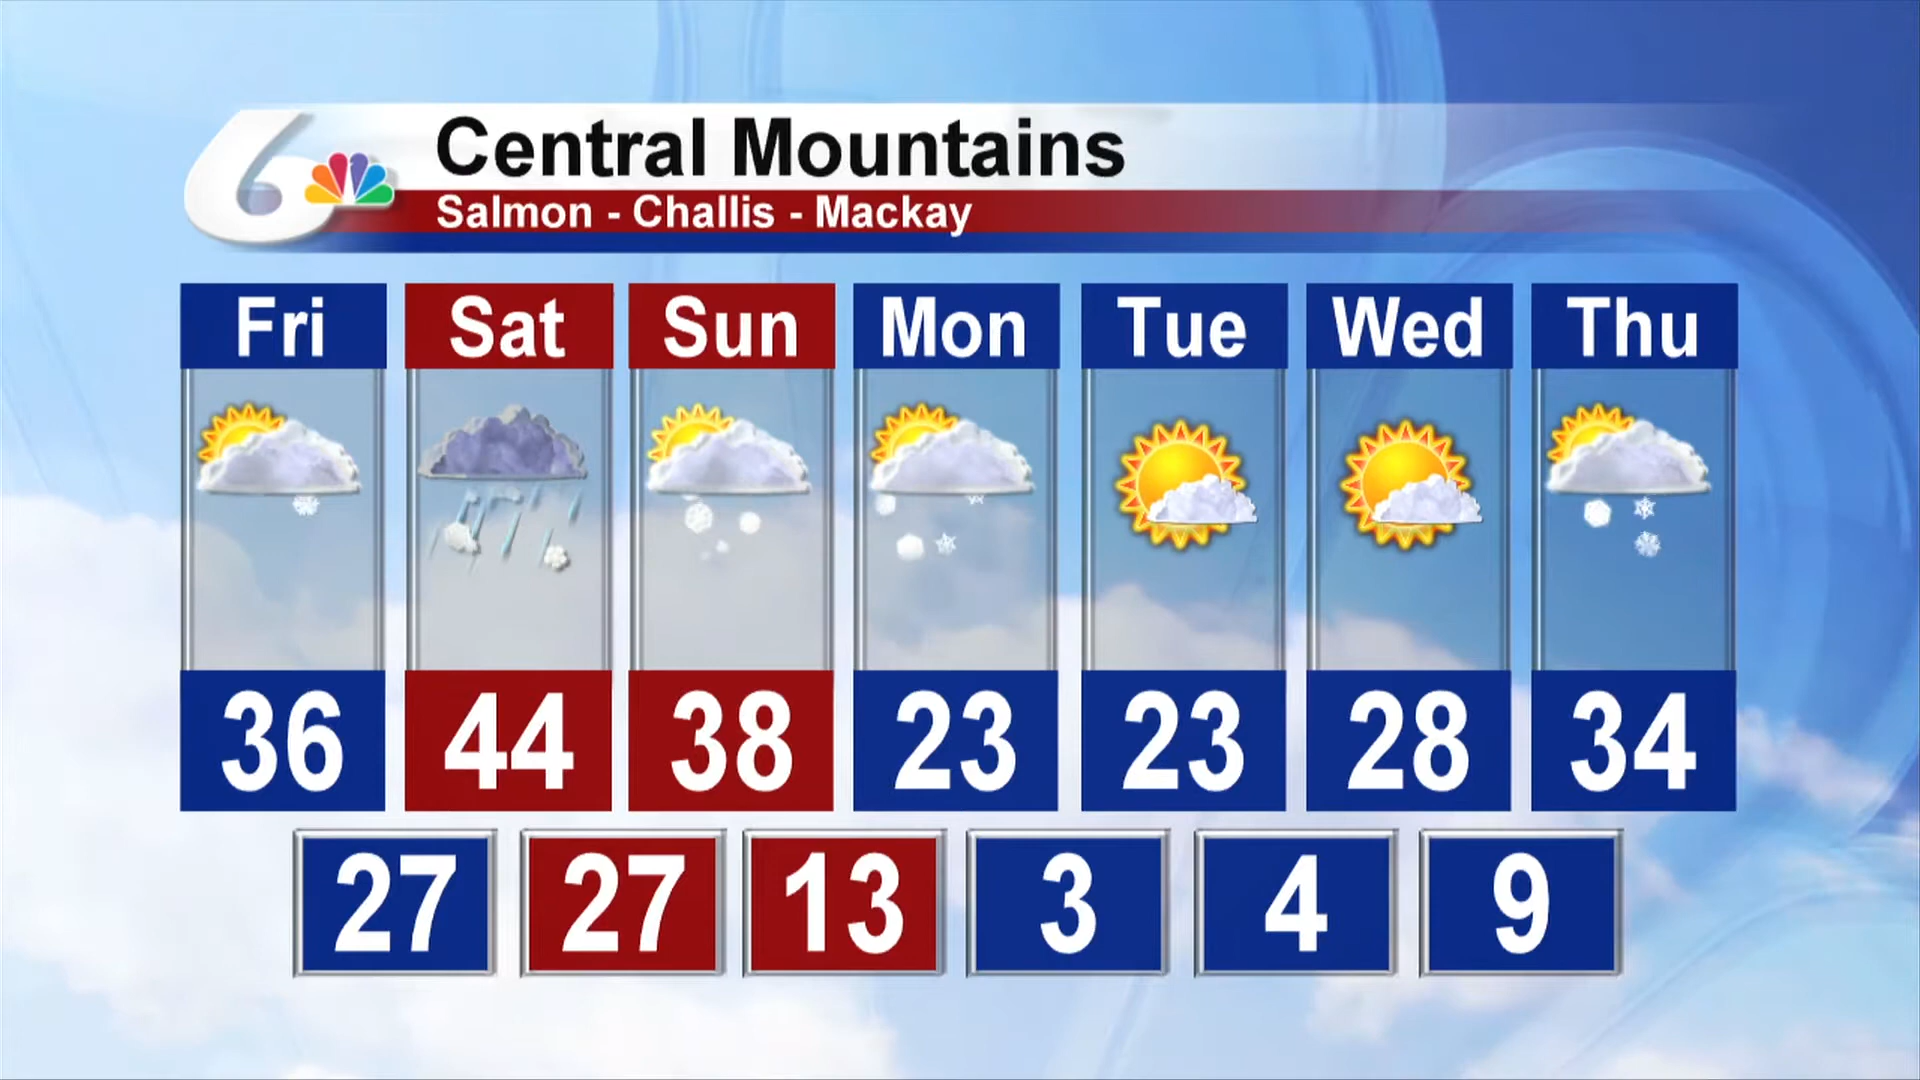 6
Central Mountains
Salmon - Challis - Mackay
Fri Sat Sun Mon Tue Wed Thu
36 44 38 23 23 28 34
27 27 13 3 4 9